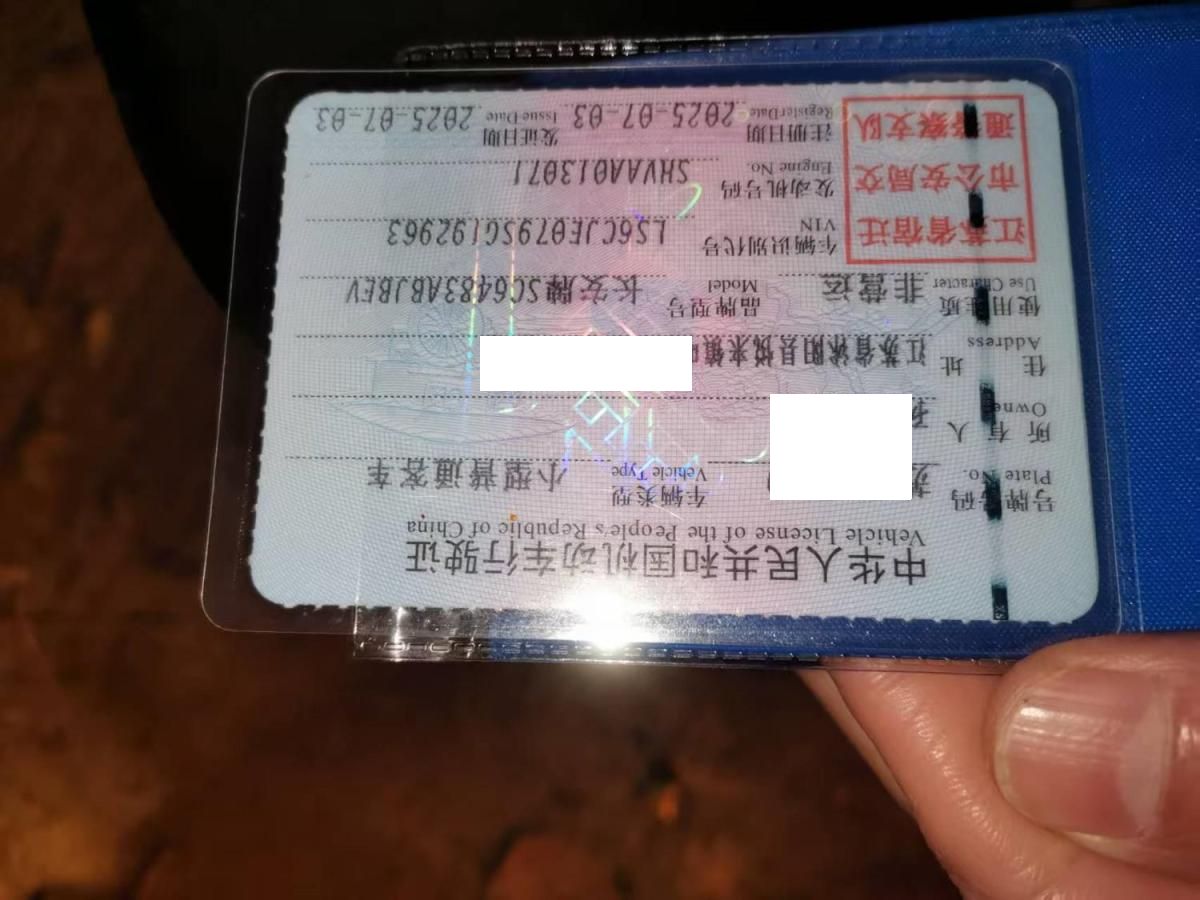 中华人民共和国机动车行驶证
Vehicle License of the People's Republic of China
号牌号码 Plate No. 苏 车辆类型 Vehicle Type 小型普通客车
所有人 Owner
住址 Address 江苏省沭阳县悦来镇
使用性质 Use Character 非营运 品牌型号 Model 长安牌SC6483ABJBEV
江苏省宿迁
市公安局交
通警察支队
车辆识别代号 VIN LS6CJE079SG192963
发动机号码 Engine No. SHVAA013071
注册日期 Register Date 2025-07-03 发证日期 Issue Date 2025-07-03